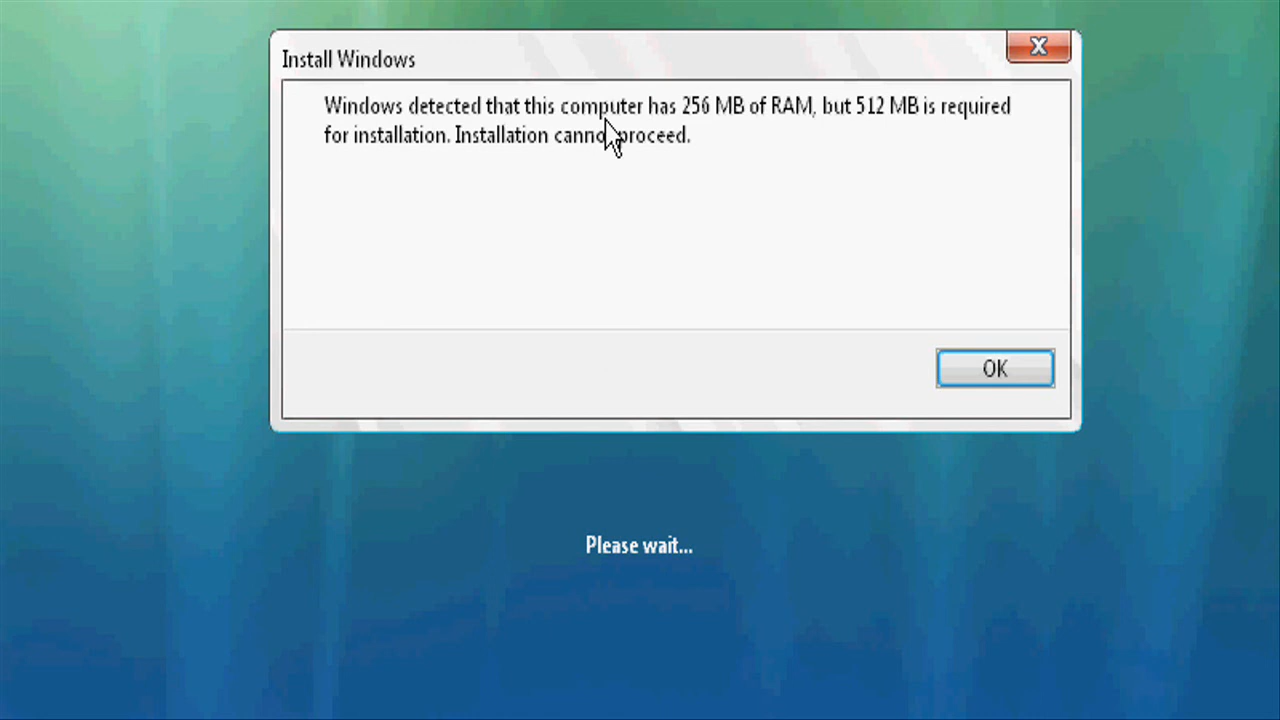 Install Windows
X
Windows detected that this computer has 256 MB of RAM, but 512 MB is required
for installation. Installation cannot proceed.
OK
Please wait...